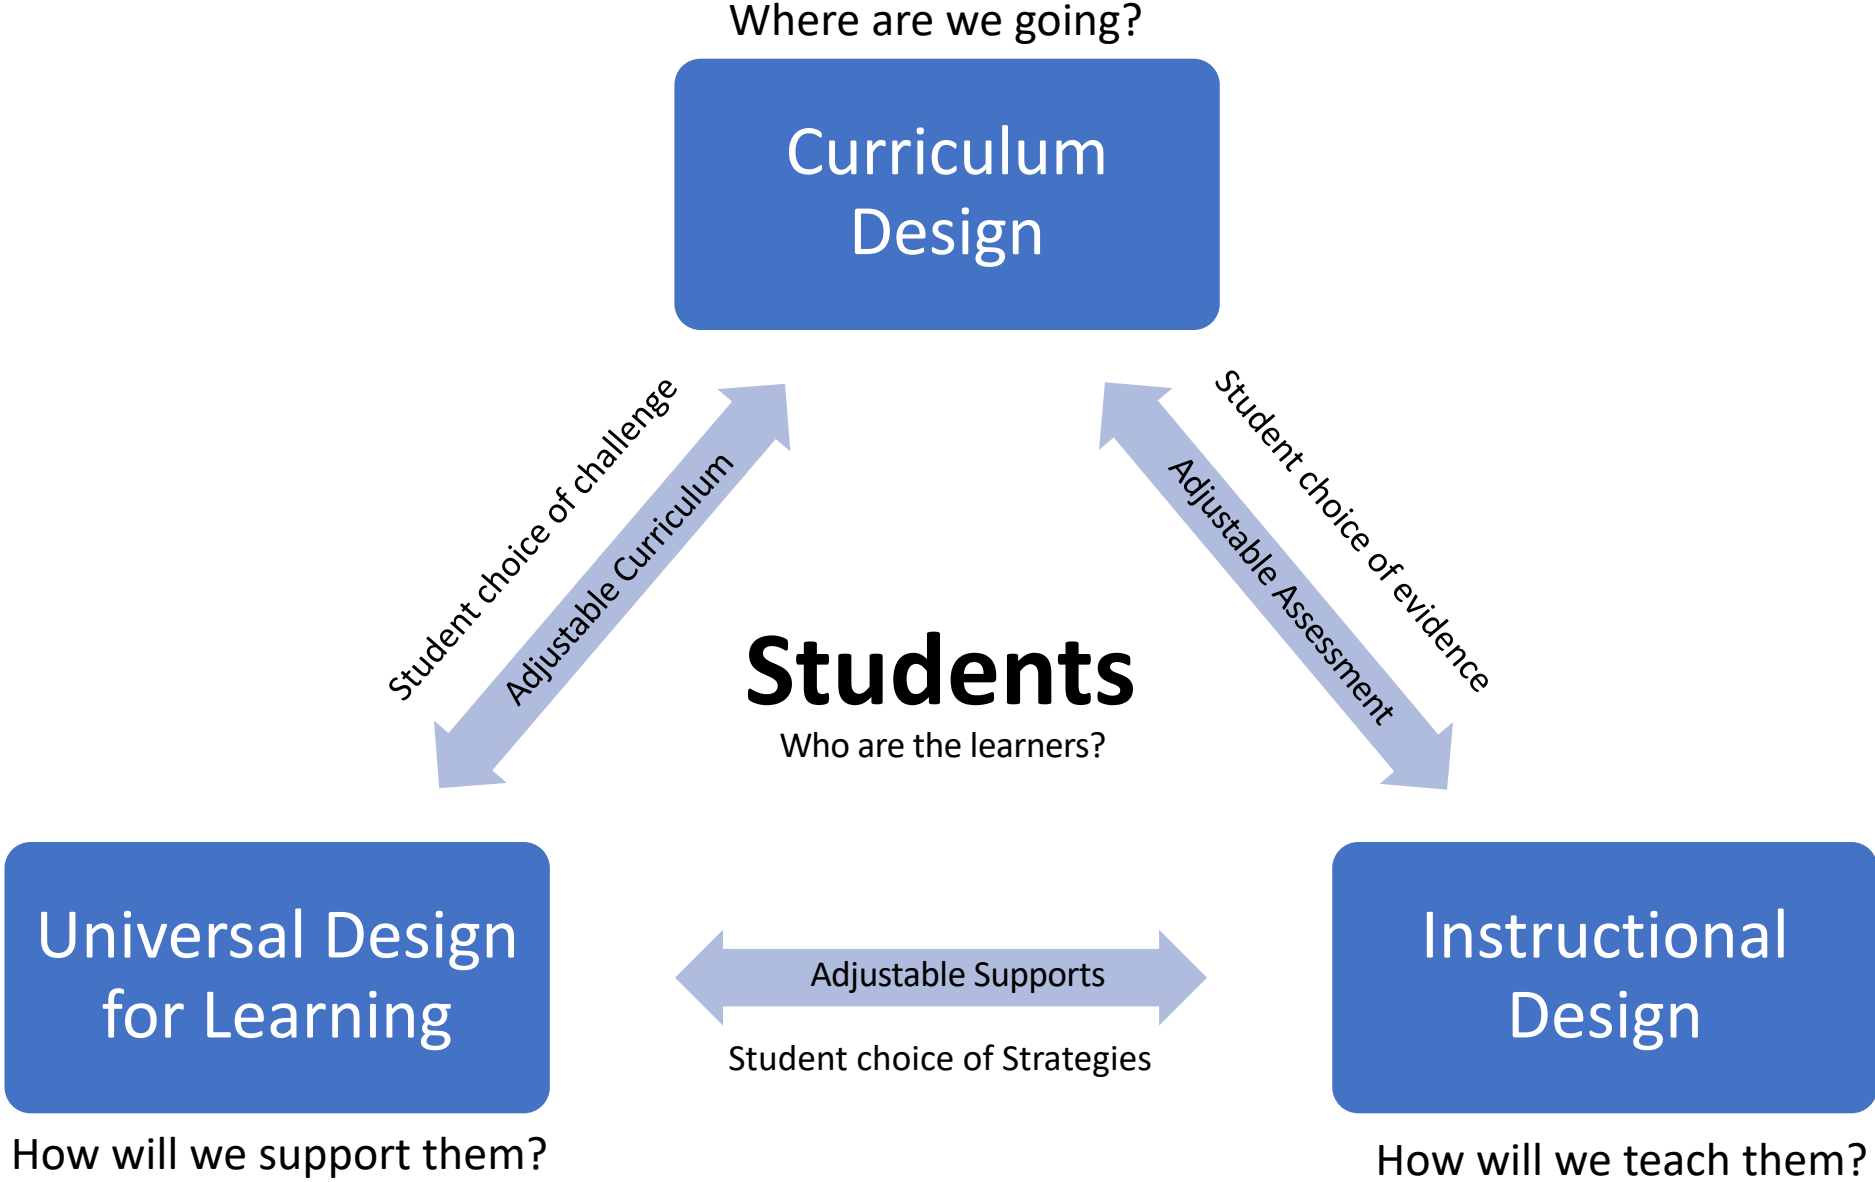 Where are we going?
Curriculum
Design
Student choice of challenge
Adjustable Curriculum
Student choice of evidence
Adjustable Assessment
Students
Who are the learners?
Universal Design
for Learning
Adjustable Supports
Student choice of Strategies
Instructional
Design
How will we support them?
How will we teach them?